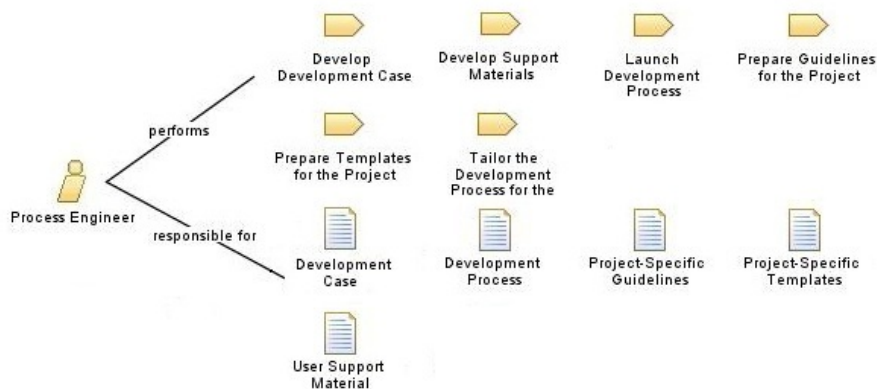 Develop
Development Case
Develop Support
Materials
Launch
Development
Process
Prepare Guidelines
for the Project
performs
Prepare Templates
for the Project
Tailor the
Development
Process for the
Process Engineer
responsible for
Development
Case
Development
Process
Project-Specific
Guidelines
Project-Specific
Templates
User Support
Material